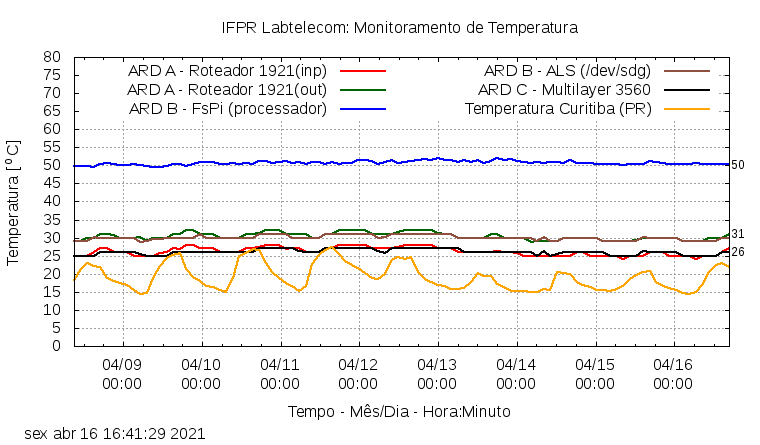 IFPR Labtelecom: Monitoramento de Temperatura
ARD A - Roteador 1921(inp)
ARD A - Roteador 1921(out)
ARD B - FsPi (processador)
ARD B - ALS (/dev/sdg)
ARD C - Multilayer 3560
Temperatura Curitiba (PR)
Temperatura [ºC]
80
75
70
65
60
55
50
45
40
35
30
25
20
15
10
5
0
50
31
26
04/09 04/10 04/11 04/12 04/13 04/14 04/15 04/16
00:00 00:00 00:00 00:00 00:00 00:00 00:00 00:00
Tempo - Mês/Dia - Hora:Minuto
sex abr 16 16:41:29 2021